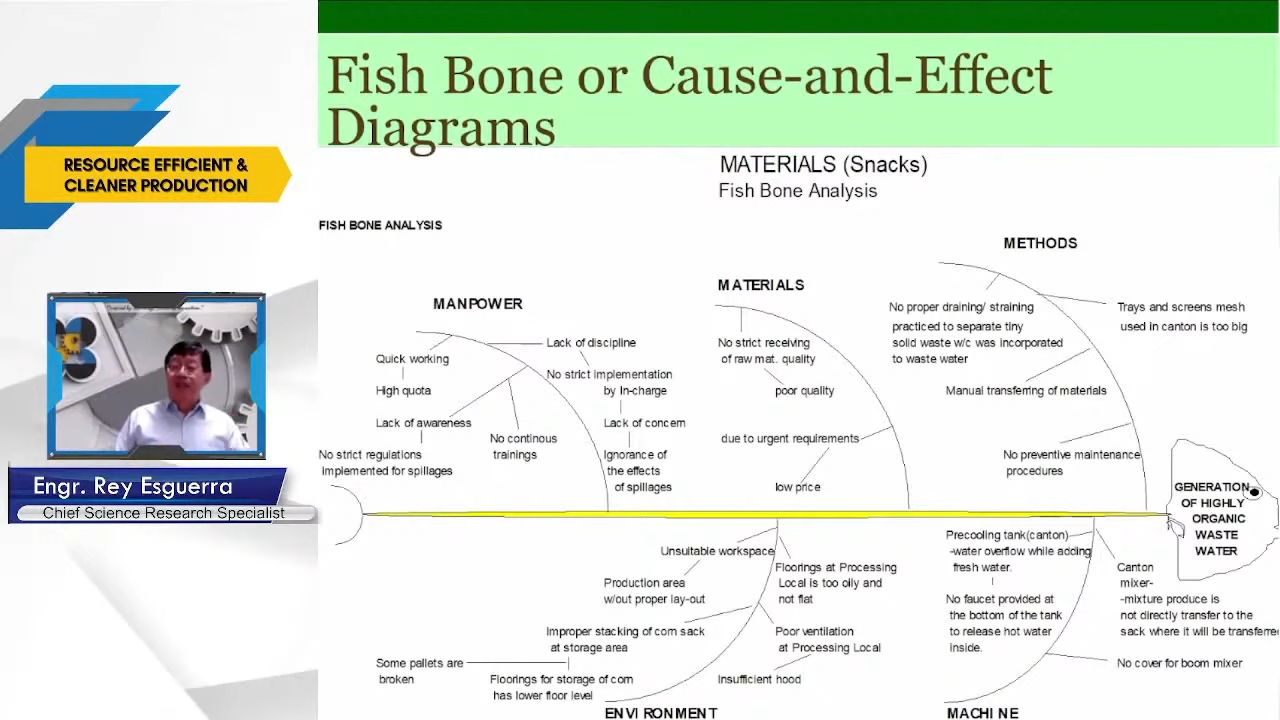 Fish Bone or Cause-and-Effect
Diagrams
RESOURCE EFFICIENT &
CLEANER PRODUCTION
Engr. Rey Esguerra
Chief Science Research Specialist
MATERIALS (Snacks)
Fish Bone Analysis
FISH BONE ANALYSIS
MANPOWER
Quick working
High quota
Lack of awareness
No strict regulations
implemented for spillages
No continous
trainings
Lack of discipline
No strict implementation
by In-charge
Lack of concern
Ignorance of
the effects
of spillages
MATERIALS
No strict receiving
of raw mat. quality
poor quality
due to urgent requirements
low price
METHODS
No proper draining/ straining
practiced to separate tiny
solid waste w/c was incorporated
to waste water
Trays and screens mesh
used in canton is too big
Manual transferring of materials
No preventive maintenance
procedures
GENERATION
OF HIGHLY
ORGANIC
WASTE
WATER
Unsuitable workspace
Production area
w/out proper lay-out
Improper stacking of corn sack
at storage area
Some pallets are
broken
Floorings for storage of corn
has lower floor level
Floorings at Processing
Local is too oily and
not flat
Poor ventilation
at Processing Local
Insufficient hood
ENVIRONMENT
Precooling tank(canton)
-water overflow while adding
fresh water.
No faucet provided at
the bottom of the tank
to release hot water
inside.
Canton
mixer-
-mixture produce is
not directly transfer to the
sack where it will be transferre
No cover for boom mixer
MACHINE